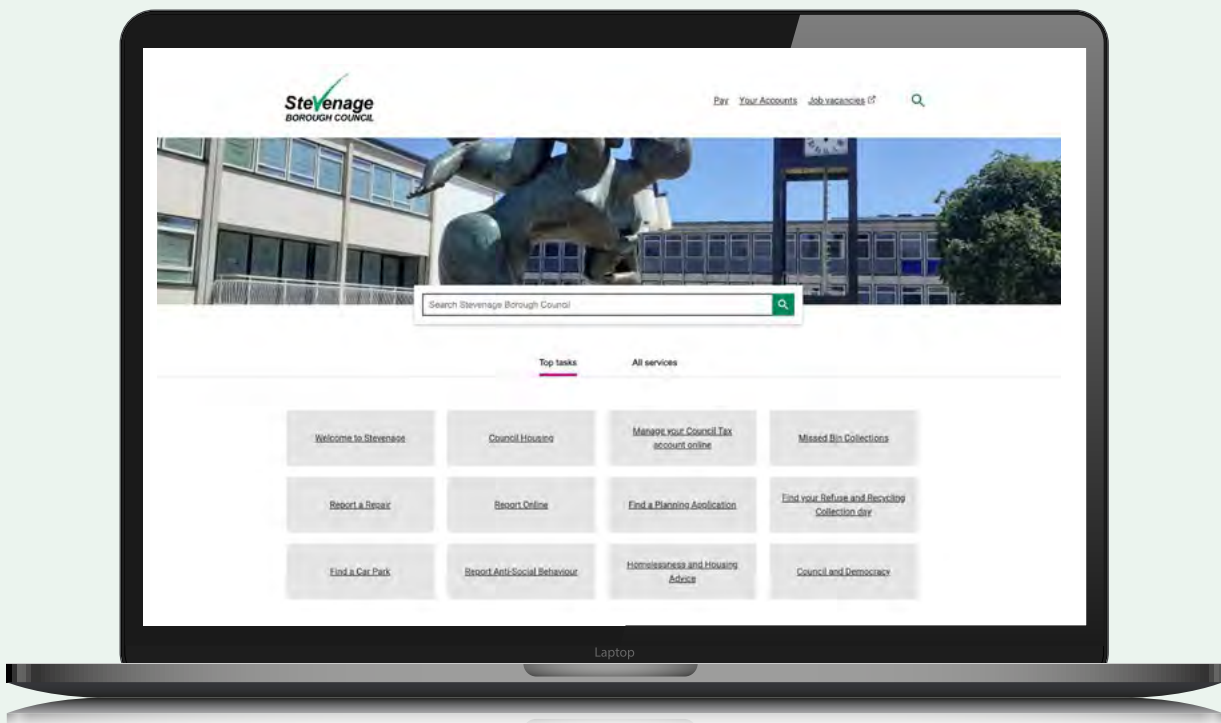 Stevenage
BOROUGH COUNCIL
Pay Your Accounts Job vacancies
Search Stevenage Borough Council
Top tasks All services
Welcome to Stevenage
Council Housing
Manage your Council Tax
account online
Missed Bin Collections
Report a Repair
Report Online
Find a Planning Application
Find your Refuse and Recycling
Collection day
Find a Car Park
Report Anti-Social Behaviour
Homelessness and Housing
Advice
Council and Democracy
Laptop